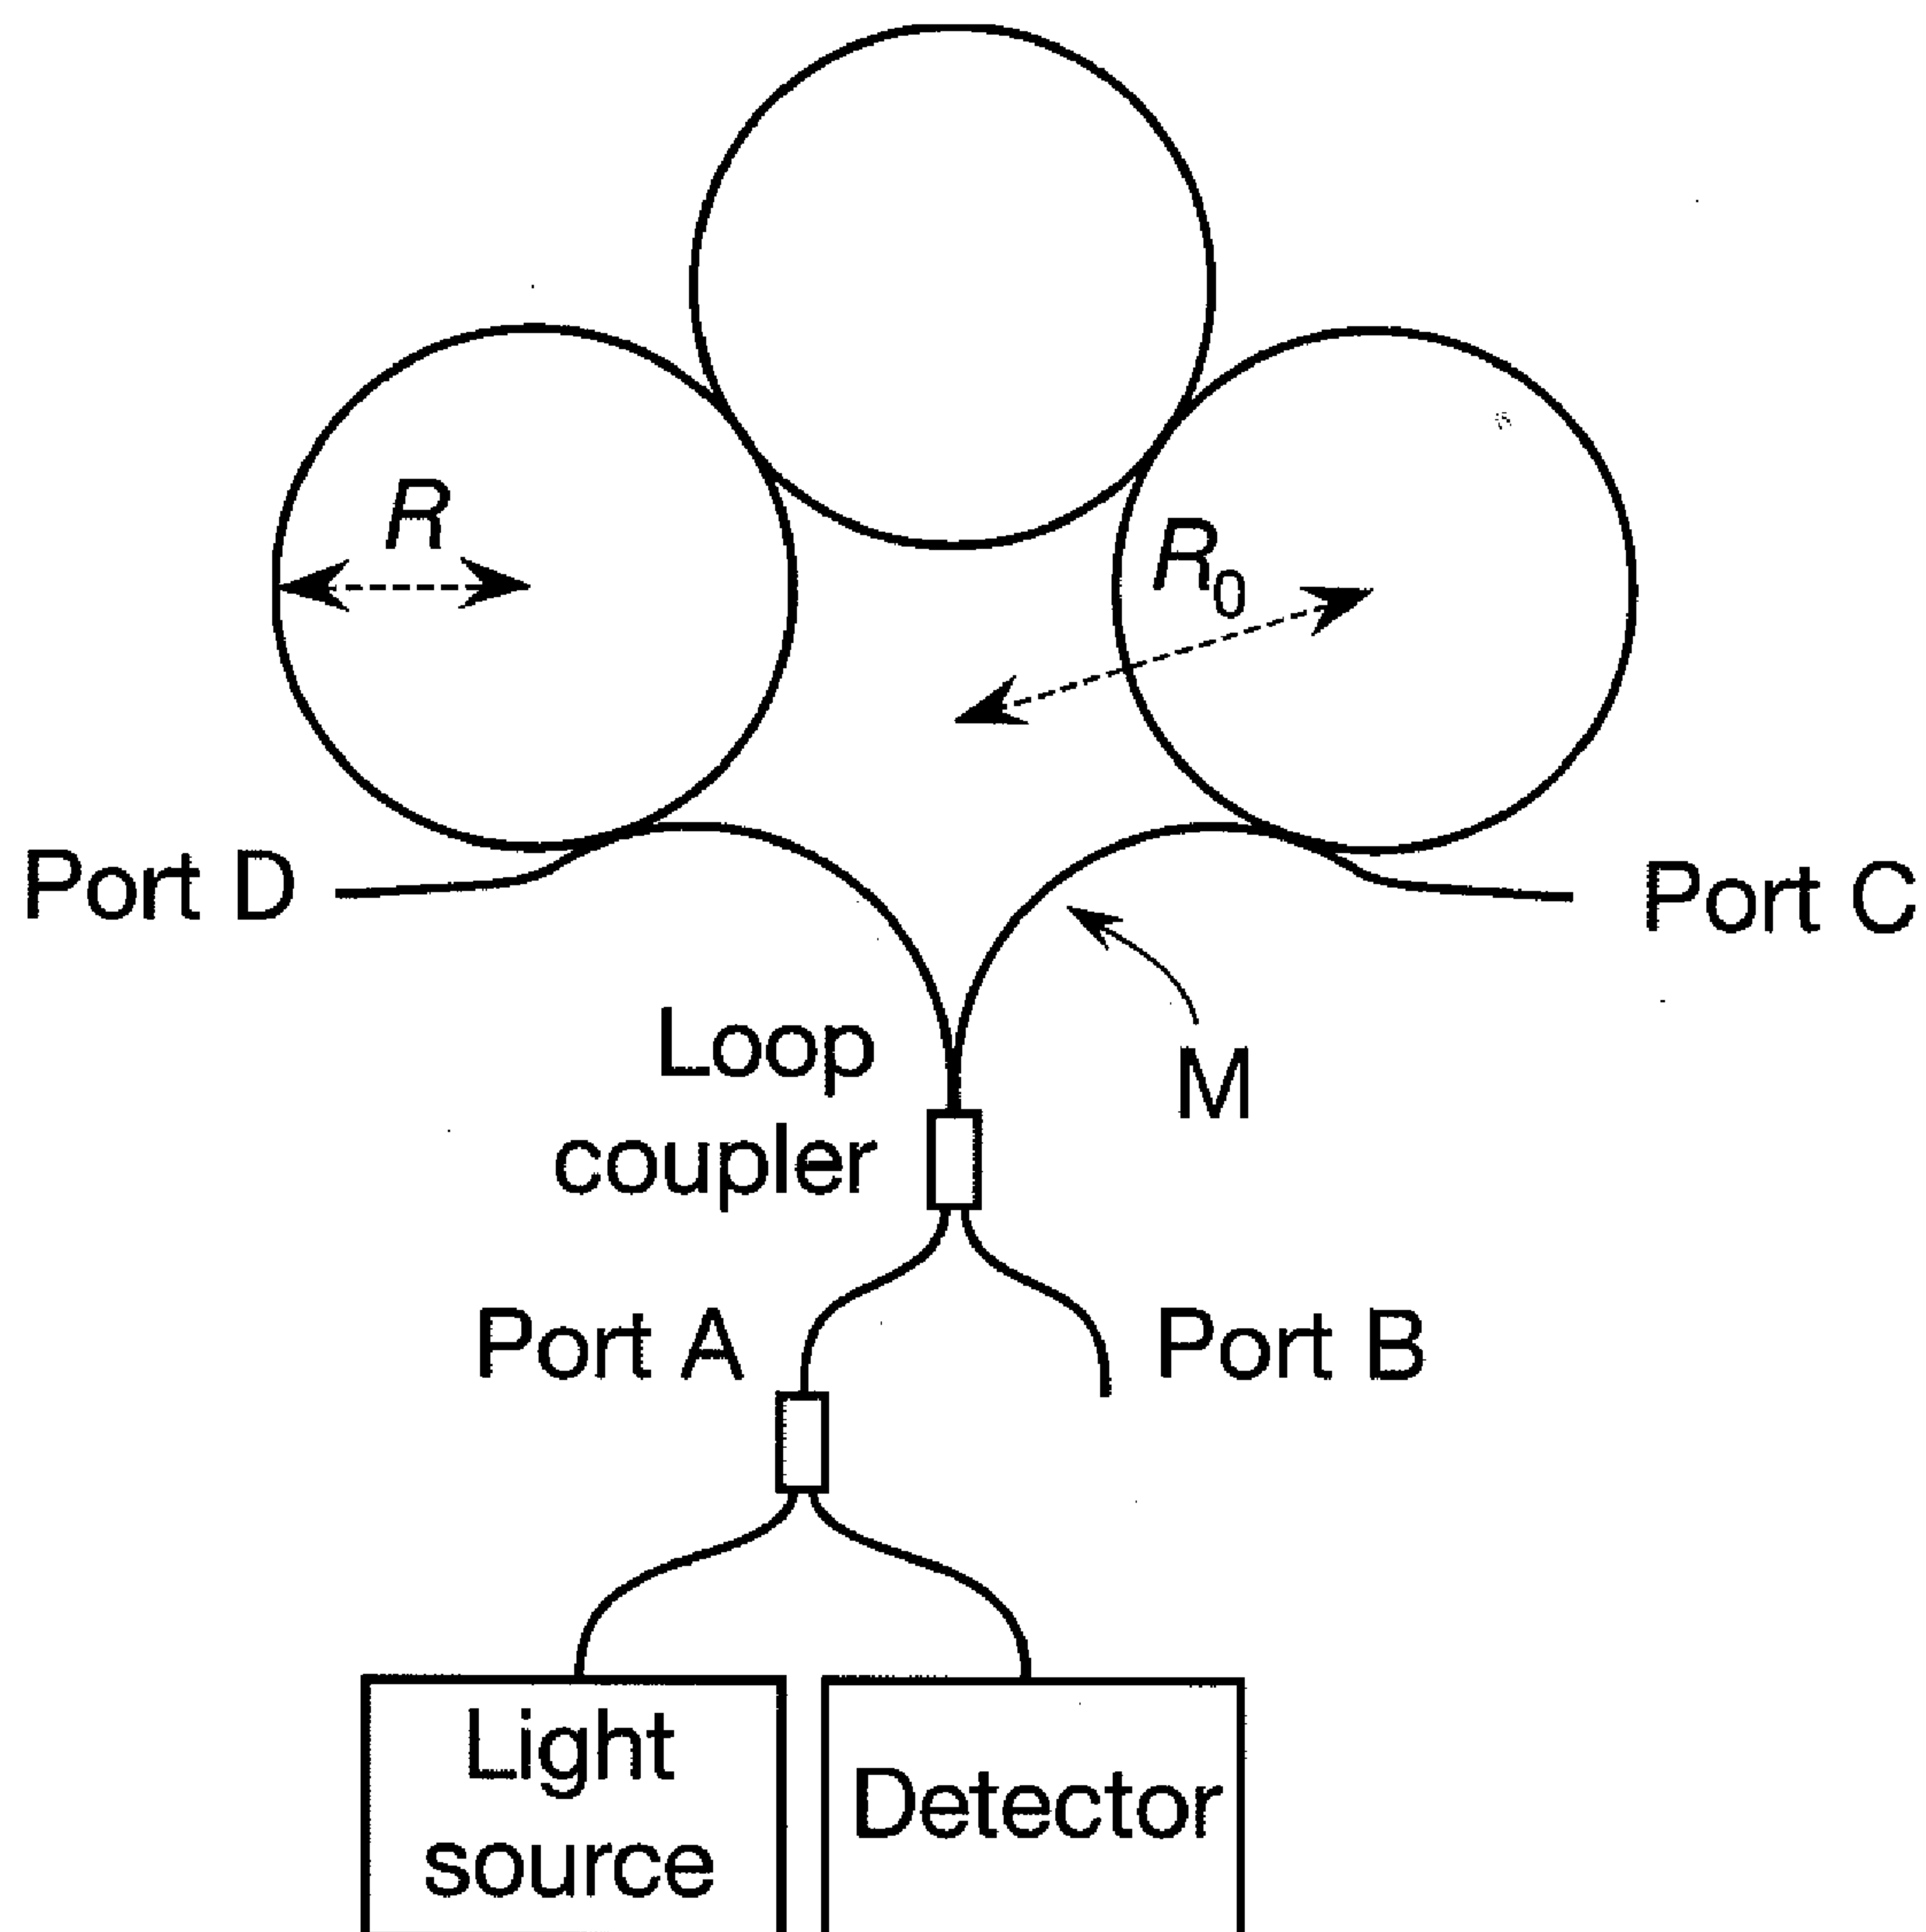 R
R0
Port D
Port C
Loop
coupler
M
Port A
Port B
Light
source
Detector